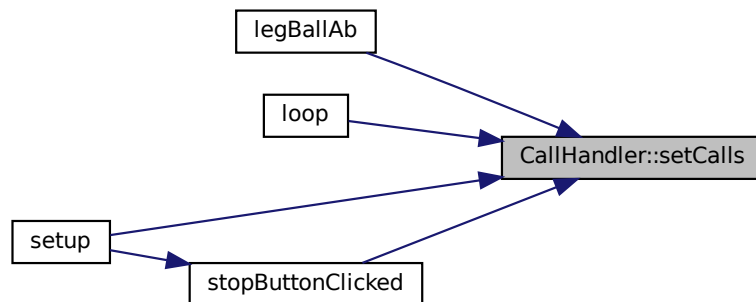 legBallAb
loop
CallHandler::setCalls
setup
stopButtonClicked